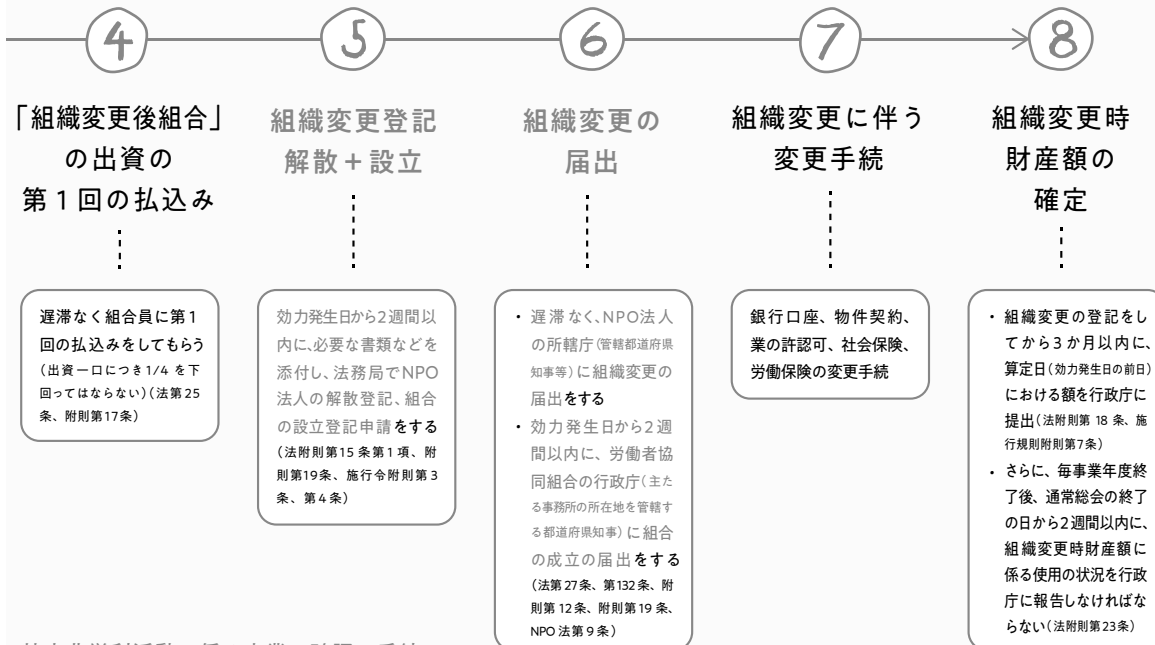 4
「組織変更後組合」
の出資の
第1回の払込み
遅滞なく組合員に第1
回の払込みをしてもらう
(出資一口につき1/4を下
回ってはならない)(法第25
条、附則第17条)
5
組織変更登記
解散+設立
効力発生日から2週間以
内に、必要な書類などを
添付し、法務局でNPO
法人の解散登記、組合
の設立登記申請をする
(法附則第15条第1項、附
則第19条、施行令附則第3
条、第4条)
6
組織変更の
届出
・遅滞なく、NPO法人
の所轄庁(管轄都道府県
知事等)に組織変更の
届出をする
・効力発生日から2週
間以内に、労働者協
同組合の行政庁(主た
る事務所の所在地を管轄す
る都道府県知事)に組合
の成立の届出をする
(法第27条、第132条、附
則第12条、附則第19条、
NPO法第9条)
7
組織変更に伴う
変更手続
銀行口座、物件契約、
業の許認可、社会保険、
労働保険の変更手続
8
組織変更時
財産額の
確定
・組織変更の登記をし
てから3か月以内に、
算定日(効力発生日の前日)
における額を行政庁に
提出(法附則第18条、施
行規則附則第7条)
・さらに、毎事業年度終
了後、通常総会の終了
の日から2週間以内に、
組織変更時財産額に
係る使用の状況を行政
庁に報告しなければな
らない(法附則第23条)